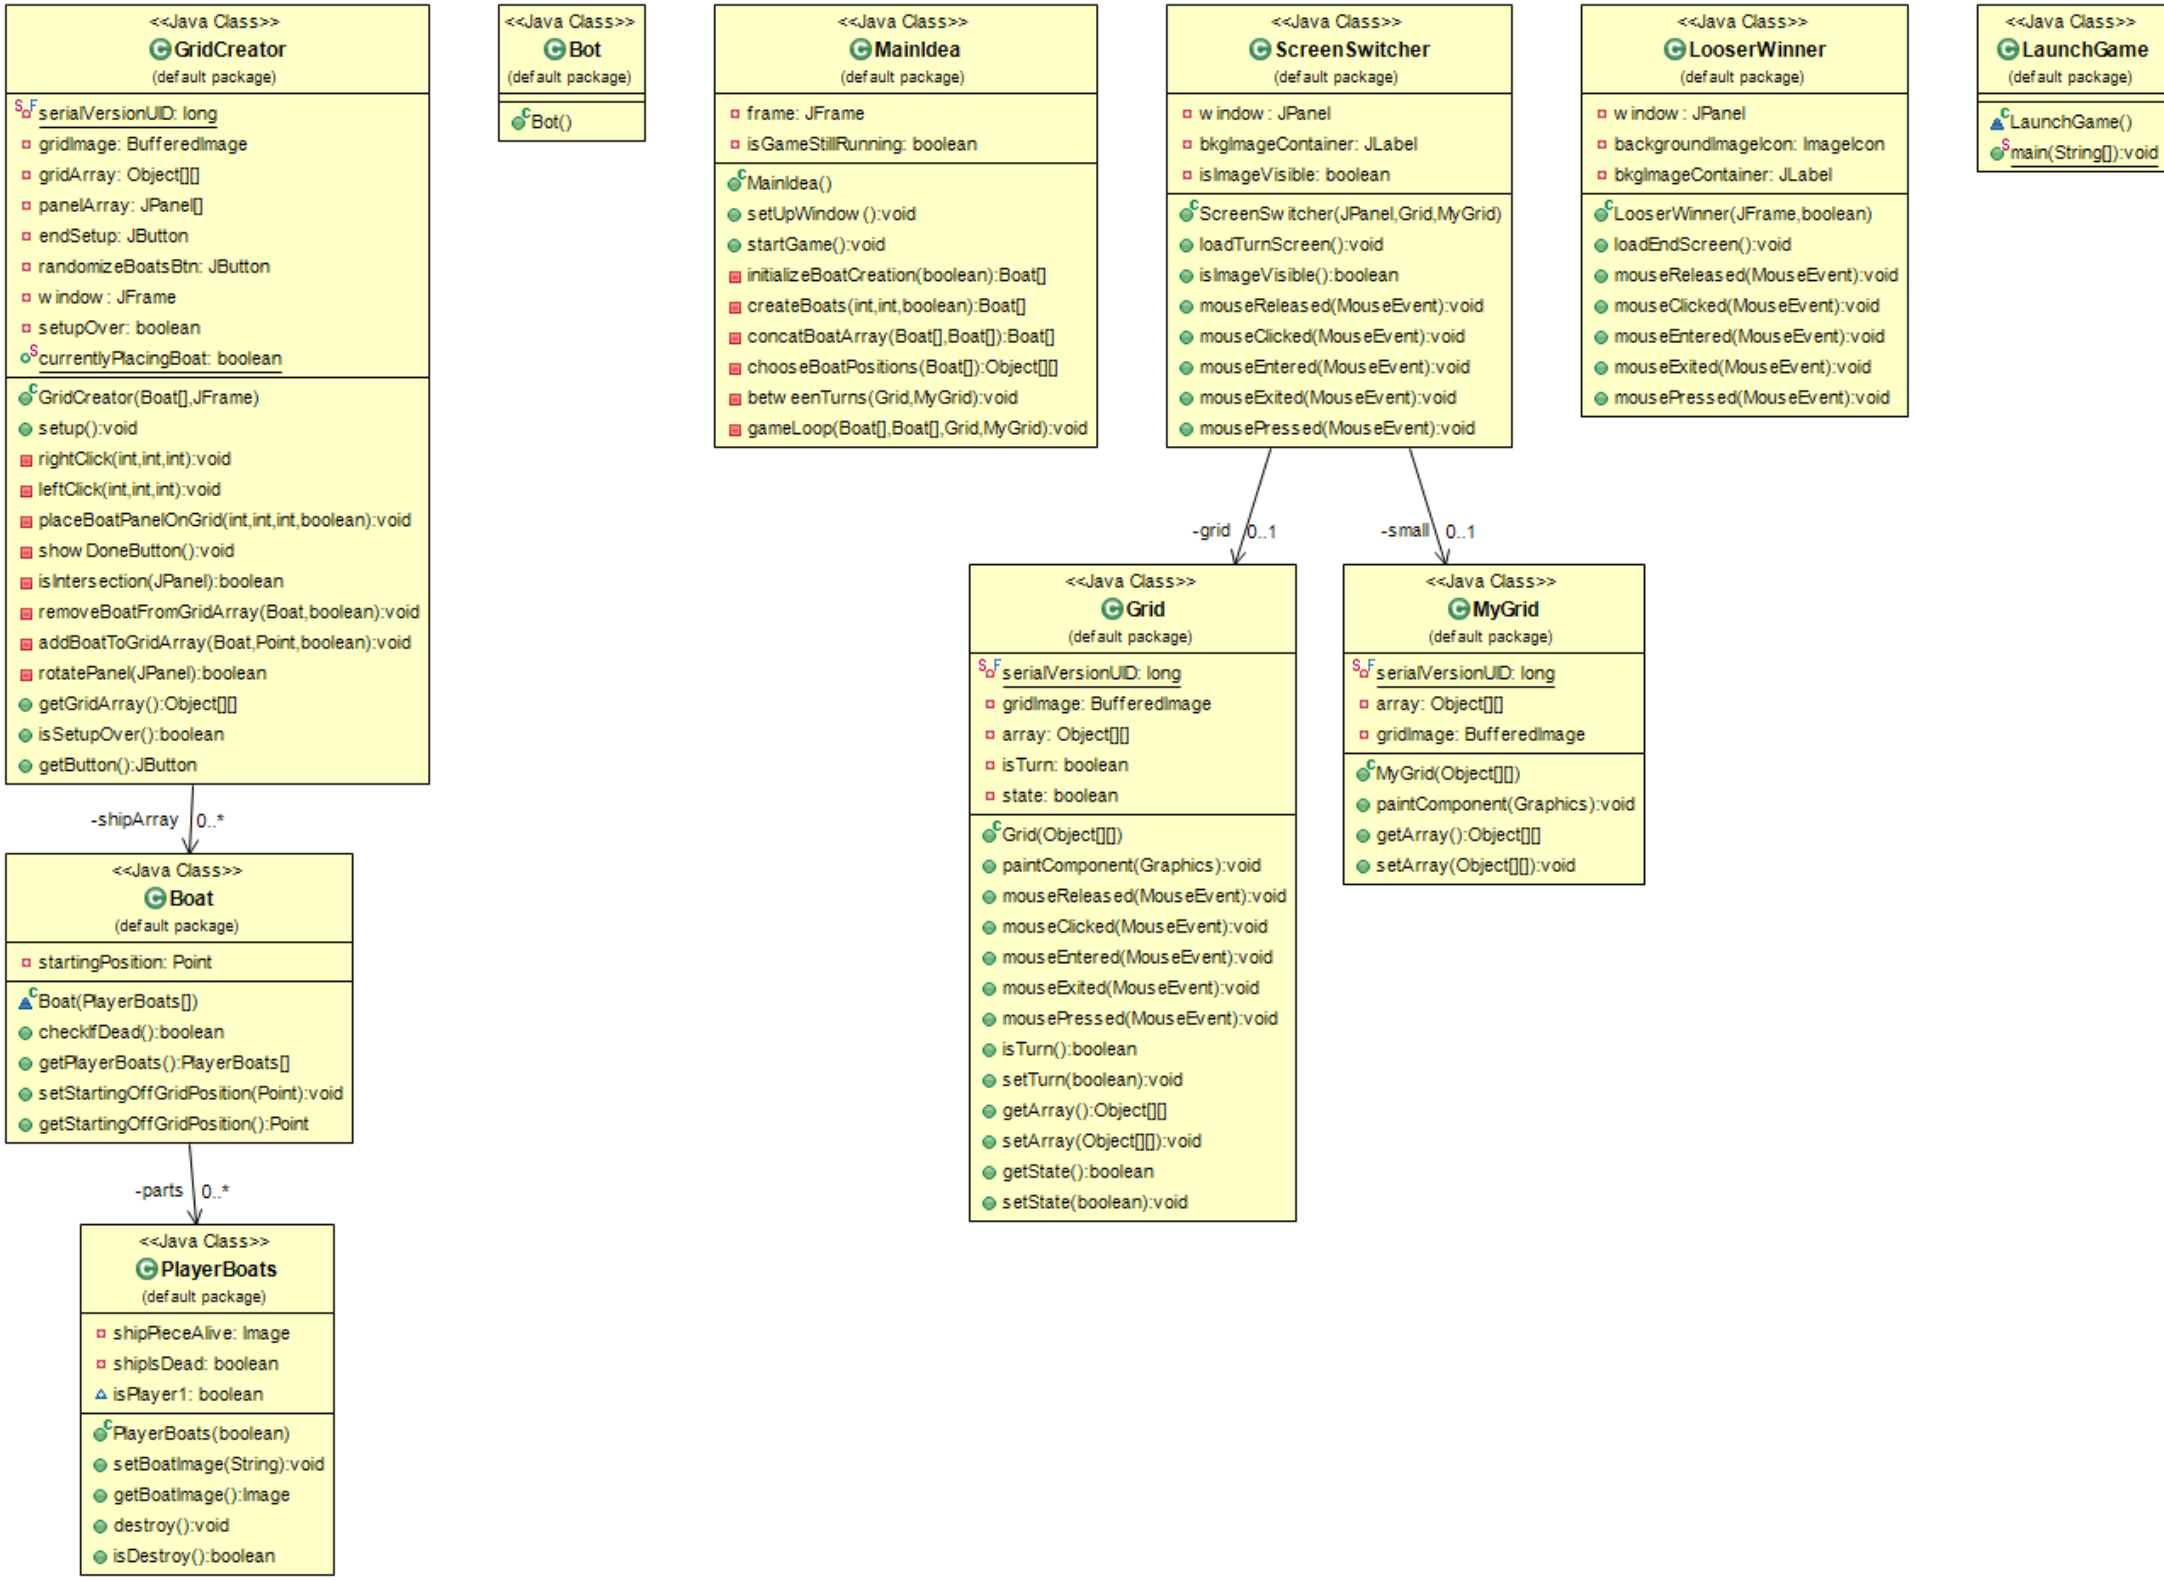 <<Java Class>>
GridCreator
(default package)
serialVersionUID: long
gridImage: BufferedImage
gridArray: Object[][]
panelArray: JPanel[]
endSetup: JButton
randomizeBoatsBtn: JButton
window: JFrame
setupOver: boolean
currentlyPlacingBoat: boolean
GridCreator(Boat[],JFrame)
setup():void
rightClick(int,int,int):void
leftClick(int,int,int):void
placeBoatPanelOnGrid(int,int,int,boolean):void
showDoneButton():void
isIntersection(JPanel):boolean
removeBoatFromGridArray(Boat,boolean):void
addBoatToGridArray(Boat,Point,boolean):void
rotatePanel(JPanel):boolean
getGridArray():Object[][]
isSetupOver():boolean
getButton():JButton
-shipArray 0..*
<<Java Class>>
Boat
(default package)
startingPosition: Point
Boat(PlayerBoats[])
checkIfDead():boolean
getPlayerBoats():PlayerBoats[]
setStartingOffGridPosition(Point):void
getStartingOffGridPosition():Point
-parts 0..*
<<Java Class>>
PlayerBoats
(default package)
shipPieceAlive: Image
shipIsDead: boolean
isPlayer1: boolean
PlayerBoats(boolean)
setBoatImage(String):void
getBoatImage():Image
destroy():void
isDestroy():boolean
<<Java Class>>
Bot
(default package)
Bot()
<<Java Class>>
MainIdea
(default package)
frame: JFrame
isGameStillRunning: boolean
MainIdea()
setUpWindow():void
startGame():void
initializeBoatCreation(boolean):Boat[]
createBoats(int,int,boolean):Boat[]
concatBoatArray(Boat[],Boat[]):Boat[]
chooseBoatPositions(Boat[]):Object[][]
betweenTurns(Grid,MyGrid):void
gameLoop(Boat[],Boat[],Grid,MyGrid):void
<<Java Class>>
ScreenSwitcher
(default package)
window: JPanel
bkgImageContainer: JLabel
isImageVisible: boolean
ScreenSwitcher(JPanel,Grid,MyGrid)
loadTurnScreen():void
isImageVisible():boolean
mouseReleased(MouseEvent):void
mouseClicked(MouseEvent):void
mouseEntered(MouseEvent):void
mouseExited(MouseEvent):void
mousePressed(MouseEvent):void
-grid 0..1
-small 0..1
<<Java Class>>
Grid
(default package)
serialVersionUID: long
gridImage: BufferedImage
array: Object[][]
isTurn: boolean
state: boolean
Grid(Object[][])
paintComponent(Graphics):void
mouseReleased(MouseEvent):void
mouseClicked(MouseEvent):void
mouseEntered(MouseEvent):void
mouseExited(MouseEvent):void
mousePressed(MouseEvent):void
isTurn():boolean
setTurn(boolean):void
getArray():Object[][]
setArray(Object[][]):void
getState():boolean
setState(boolean):void
<<Java Class>>
MyGrid
(default package)
serialVersionUID: long
array: Object[][]
gridImage: BufferedImage
MyGrid(Object[][])
paintComponent(Graphics):void
getArray():Object[][]
setArray(Object[][]):void
<<Java Class>>
LooserWinner
(default package)
window: JPanel
backgroundImageIcon: ImageIcon
bkgImageContainer: JLabel
LooserWinner(JFrame,boolean)
loadEndScreen():void
mouseReleased(MouseEvent):void
mouseClicked(MouseEvent):void
mouseEntered(MouseEvent):void
mouseExited(MouseEvent):void
mousePressed(MouseEvent):void
<<Java Class>>
LaunchGame
(default package)
LaunchGame()
main(String[]):void